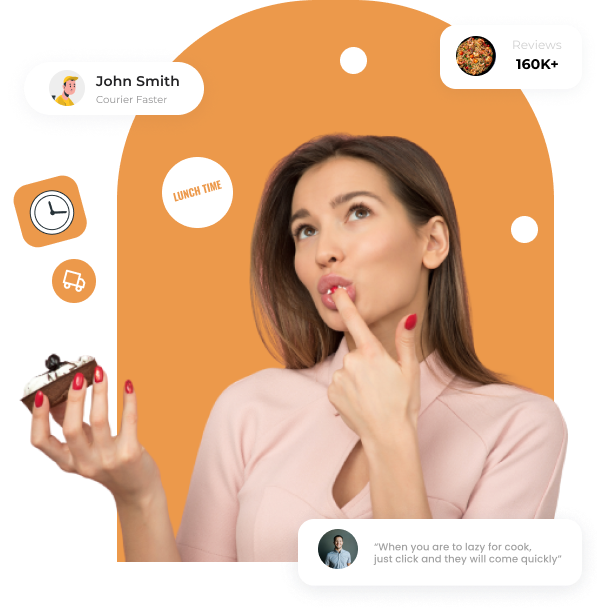 Reviews
160K+
John Smith
Courier Faster
LUNCH TIME
“When you are to lazy for cook,
just click and they will come quickly”